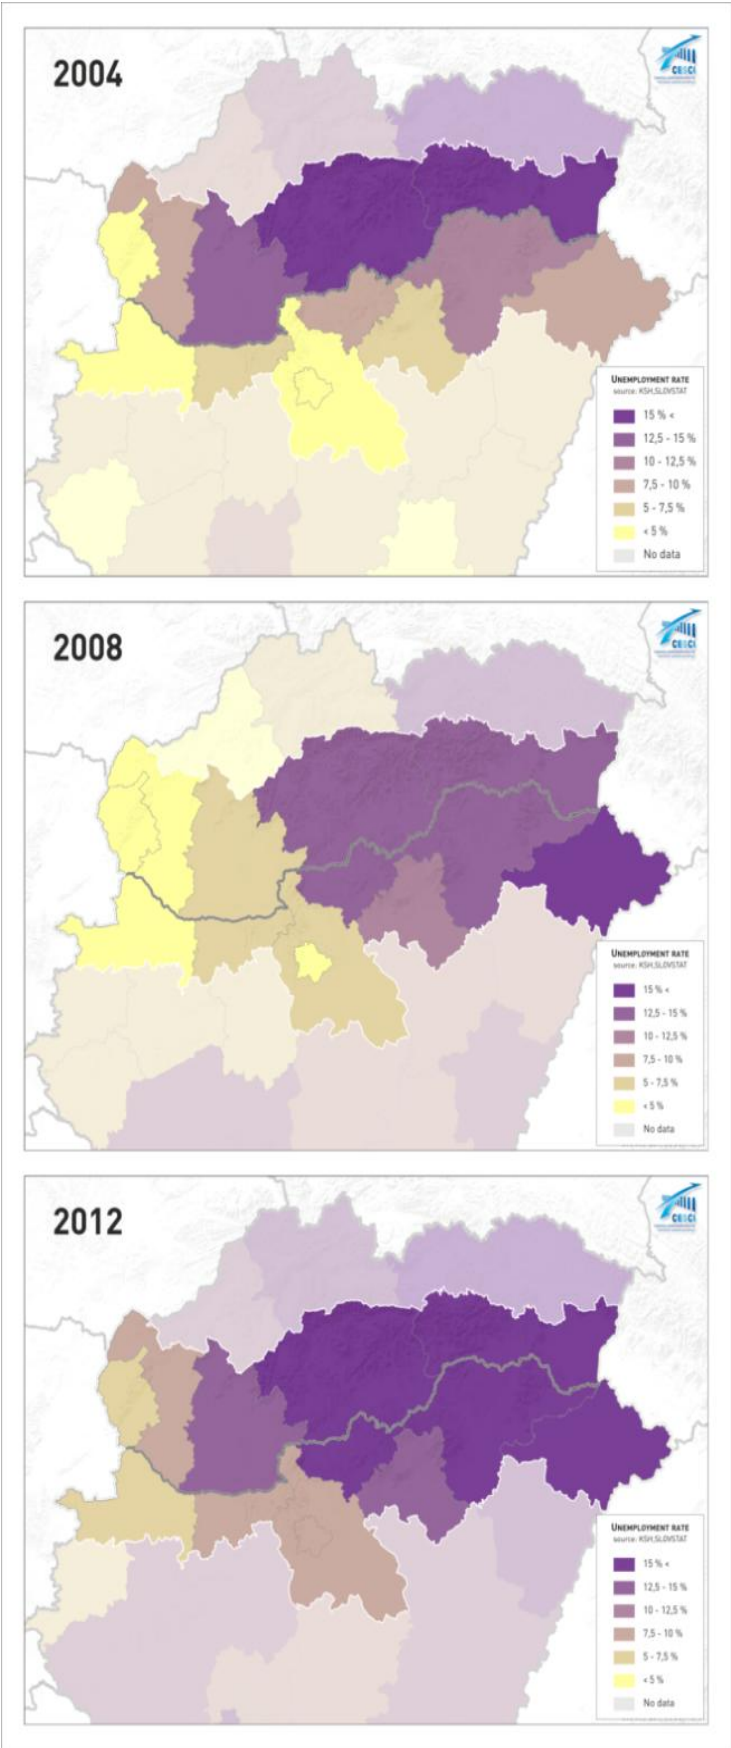 2004
CESCI
UNEMPLOYMENT RATE
source: KSH,SLOVSTAT
15 % <
12,5 - 15 %
10 - 12,5 %
7,5 - 10 %
5 - 7,5 %
< 5 %
No data
2008
CESCI
UNEMPLOYMENT RATE
source: KSH,SLOVSTAT
15 % <
12,5 - 15 %
10 - 12,5 %
7,5 - 10 %
5 - 7,5 %
< 5 %
No data
2012
CESCI
UNEMPLOYMENT RATE
source: KSH,SLOVSTAT
15 % <
12,5 - 15 %
10 - 12,5 %
7,5 - 10 %
5 - 7,5 %
< 5 %
No data